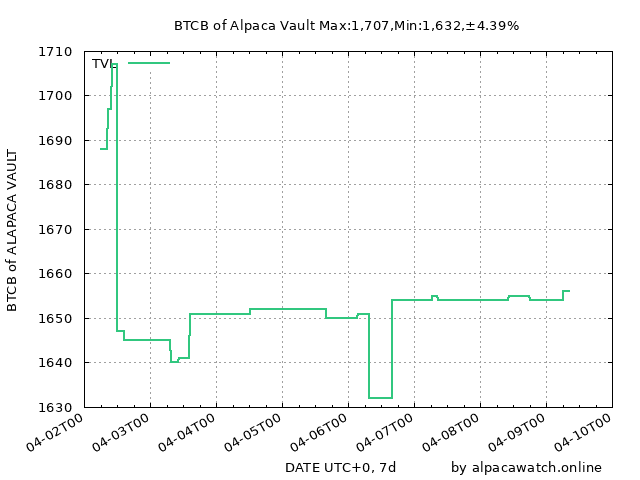 BTCB of Alpaca Vault Max:1,707,Min:1,632,±4.39%
TVL
1710
1700
1690
1680
1670
1660
1650
1640
1630
BTCB of ALAPACA VAULT
04-02T00
04-03T00
04-04T00
04-05T00
04-06T00
04-07T00
04-08T00
04-09T00
04-10T00
DATE UTC+0, 7d
by alpacawatch.online